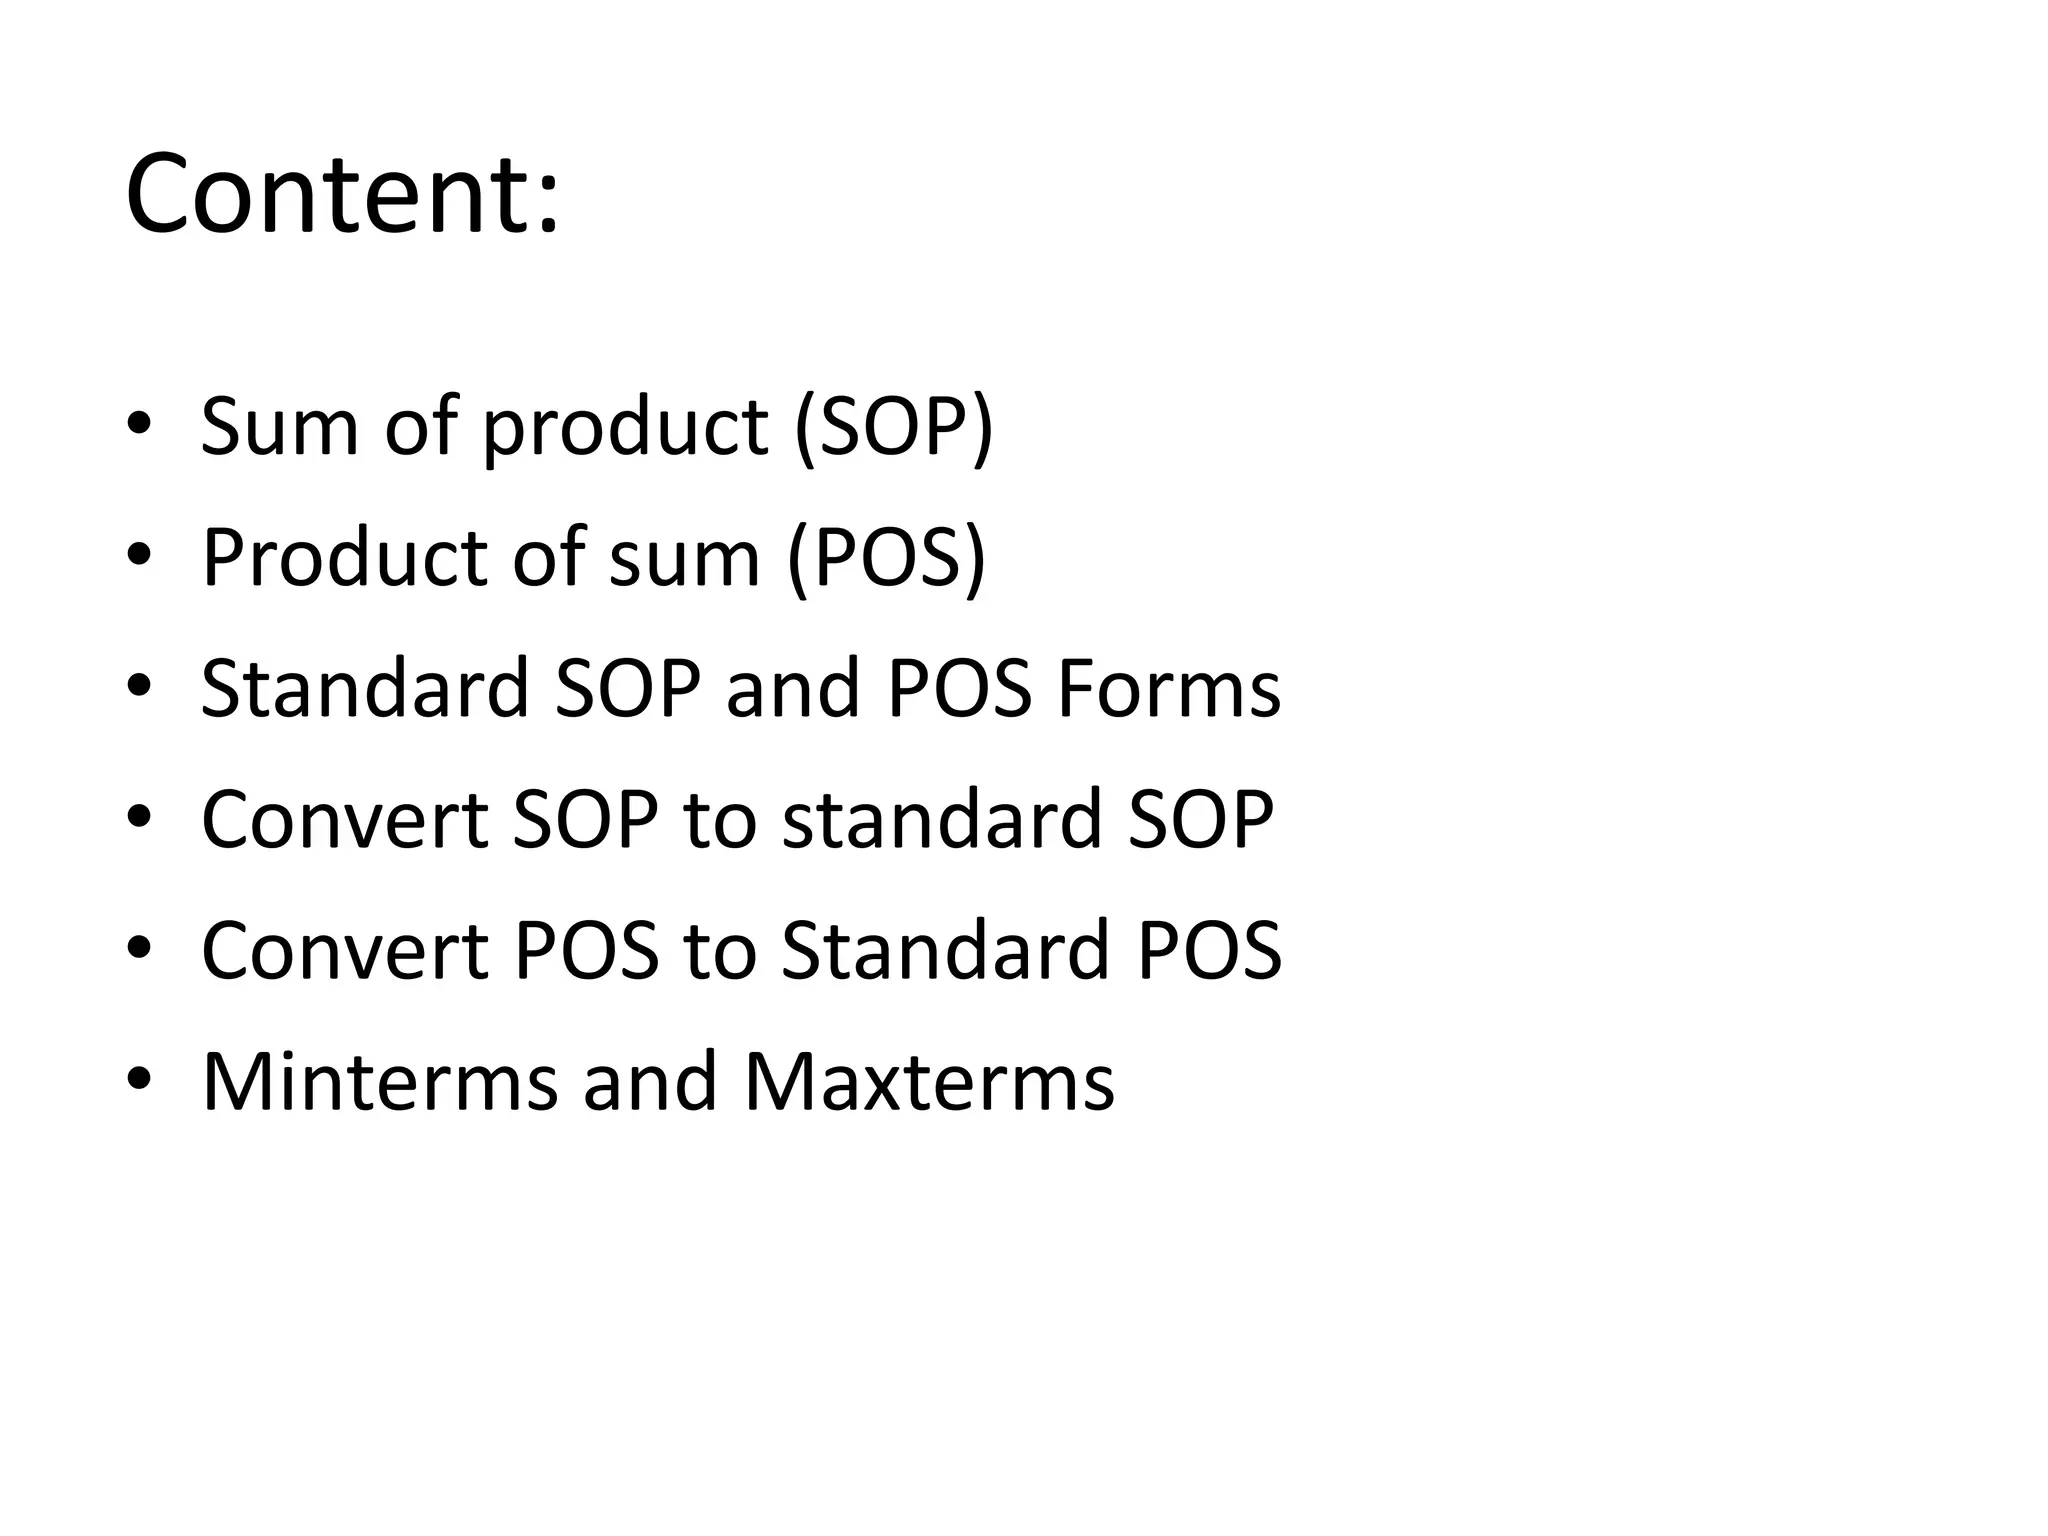 Content:
• Sum of product (SOP)
• Product of sum (POS)
• Standard SOP and POS Forms
• Convert SOP to standard SOP
• Convert POS to Standard POS
• Minterms and Maxterms